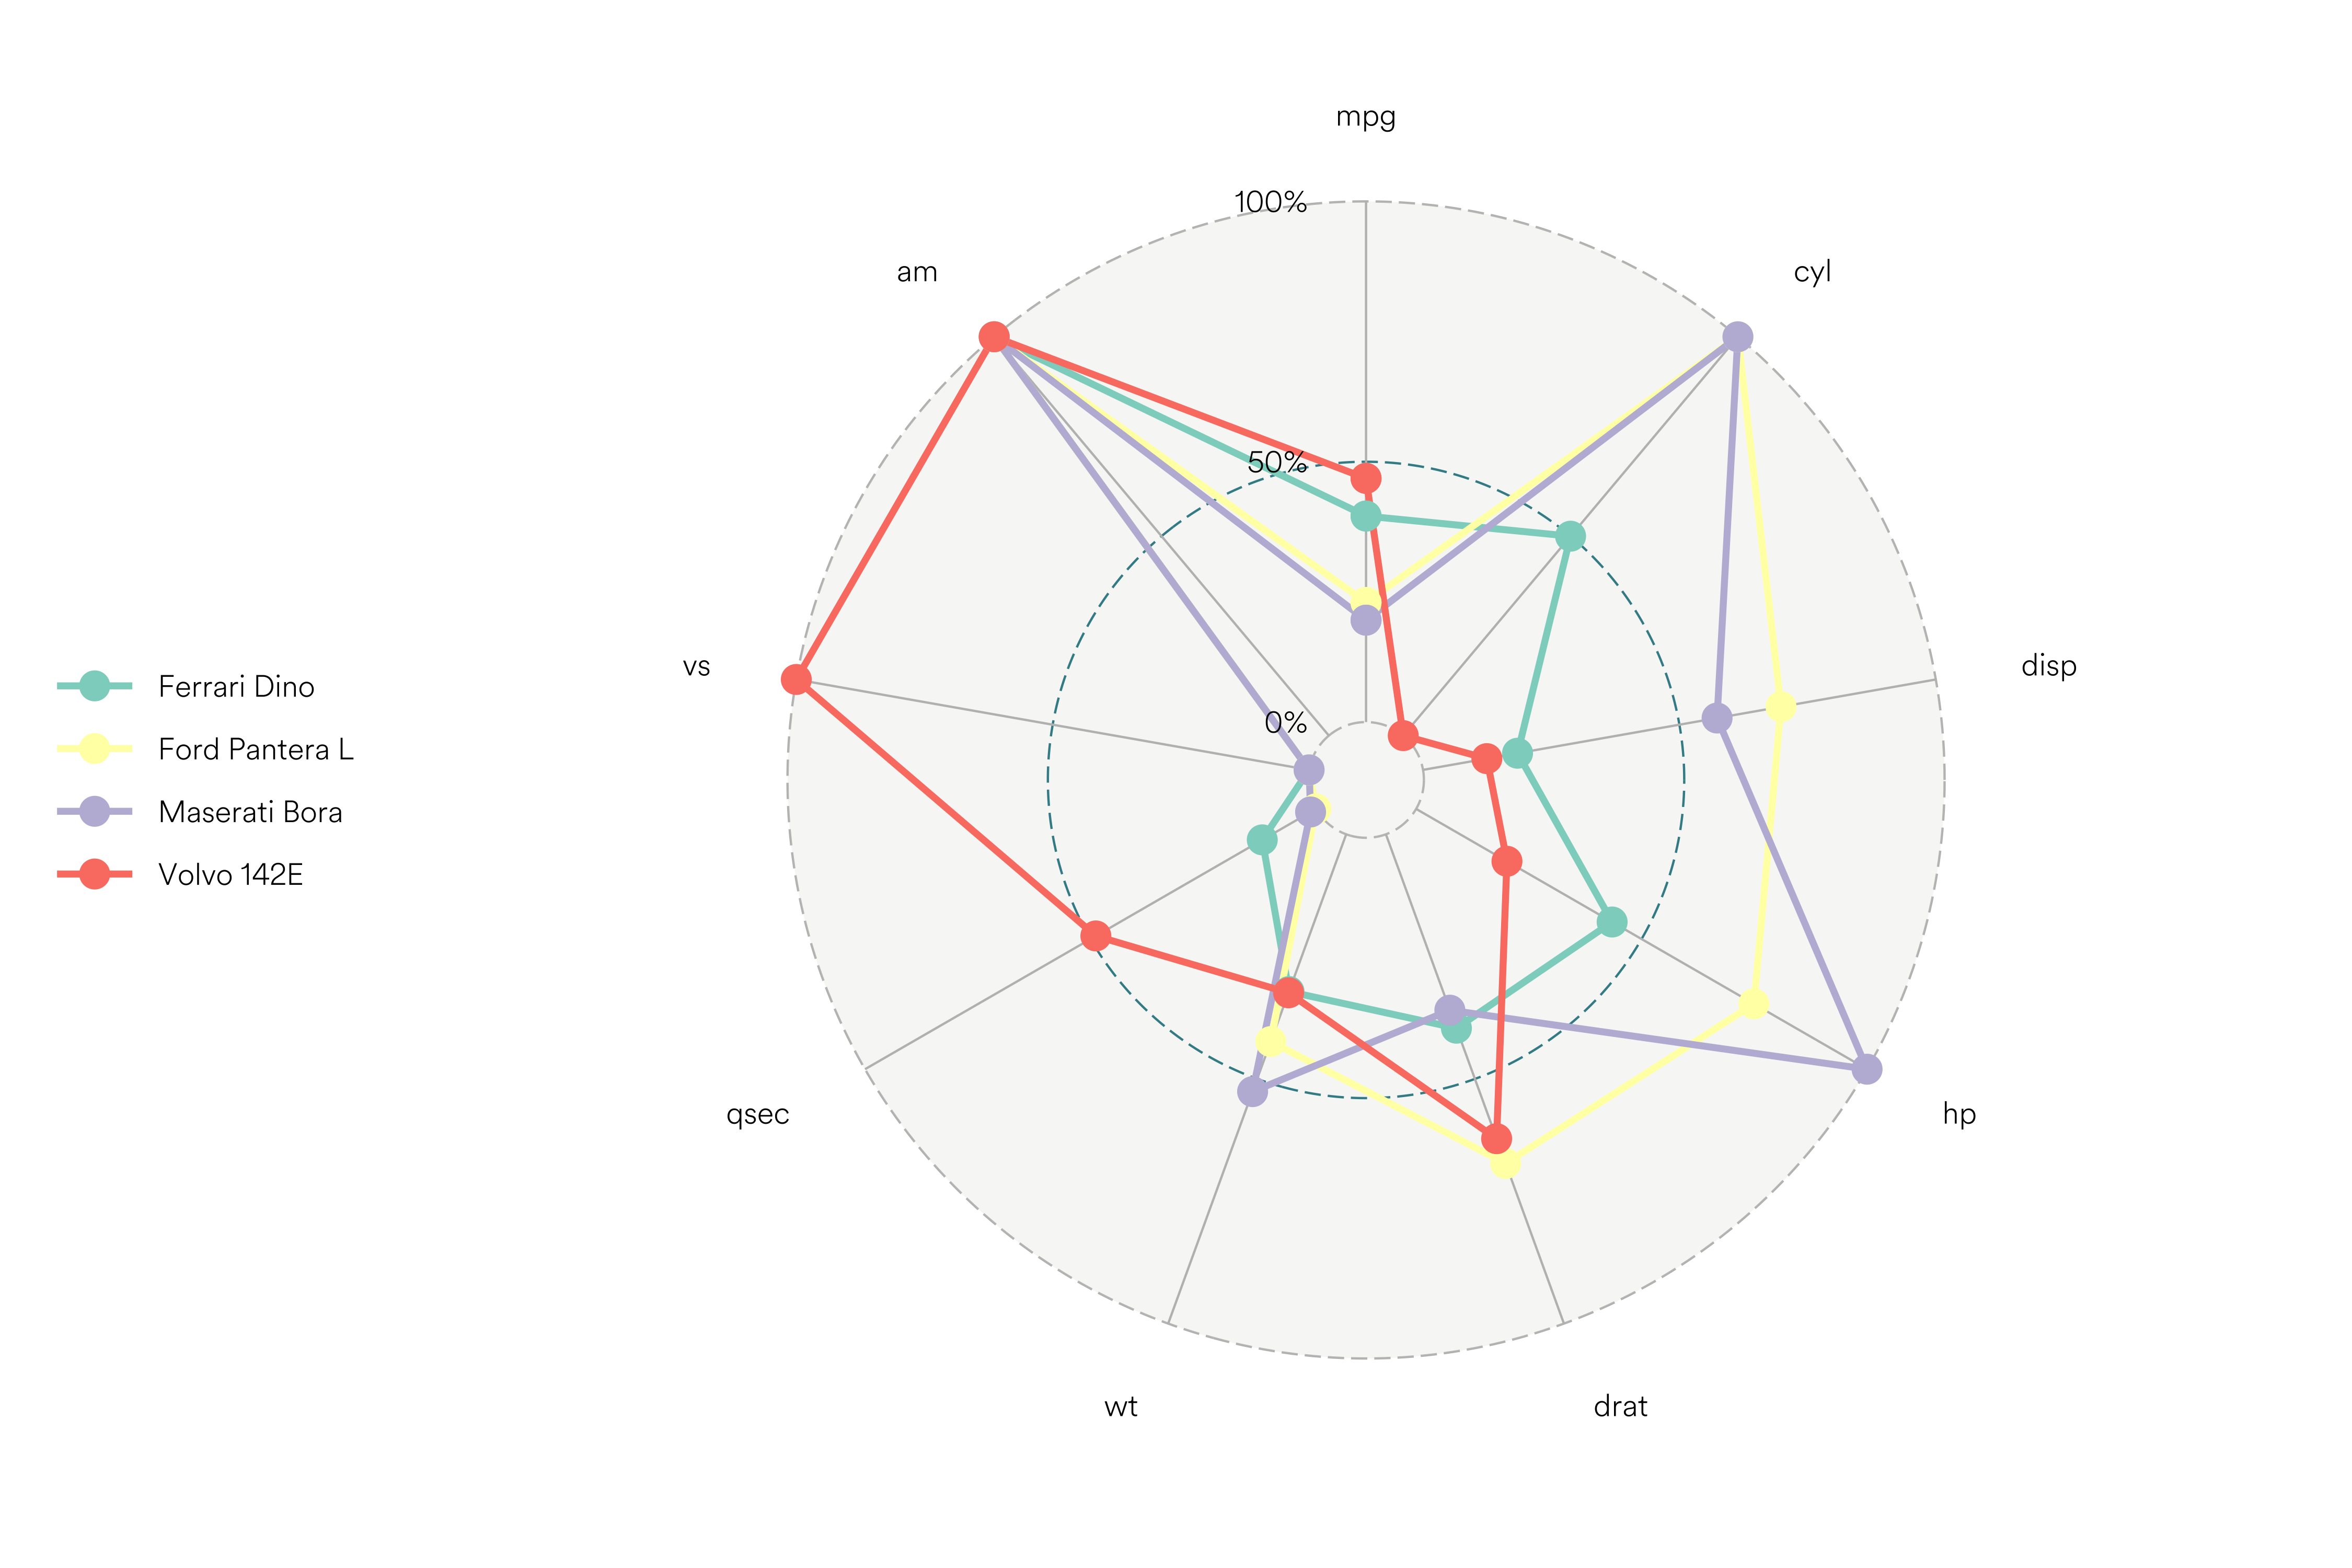 mpg
100%
am
cyl
50%
vs
disp
0%
Ferrari Dino
Ford Pantera L
Maserati Bora
Volvo 142E
qsec
hp
wt
drat